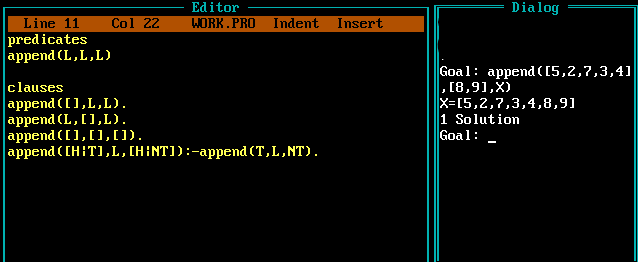 Editor
Line 11 Col 22 WORK.PRO Indent Insert
predicates
append(L,L,L)
clauses
append([],L,L).
append(L,[],L).
append([],[],[]).
append([H|T],L,[H|NT]):-append(T,L,NT).
Dialog
.
Goal: append([5,2,7,3,4]
,[8,9],X)
X=[5,2,7,3,4,8,9]
1 Solution
Goal: _